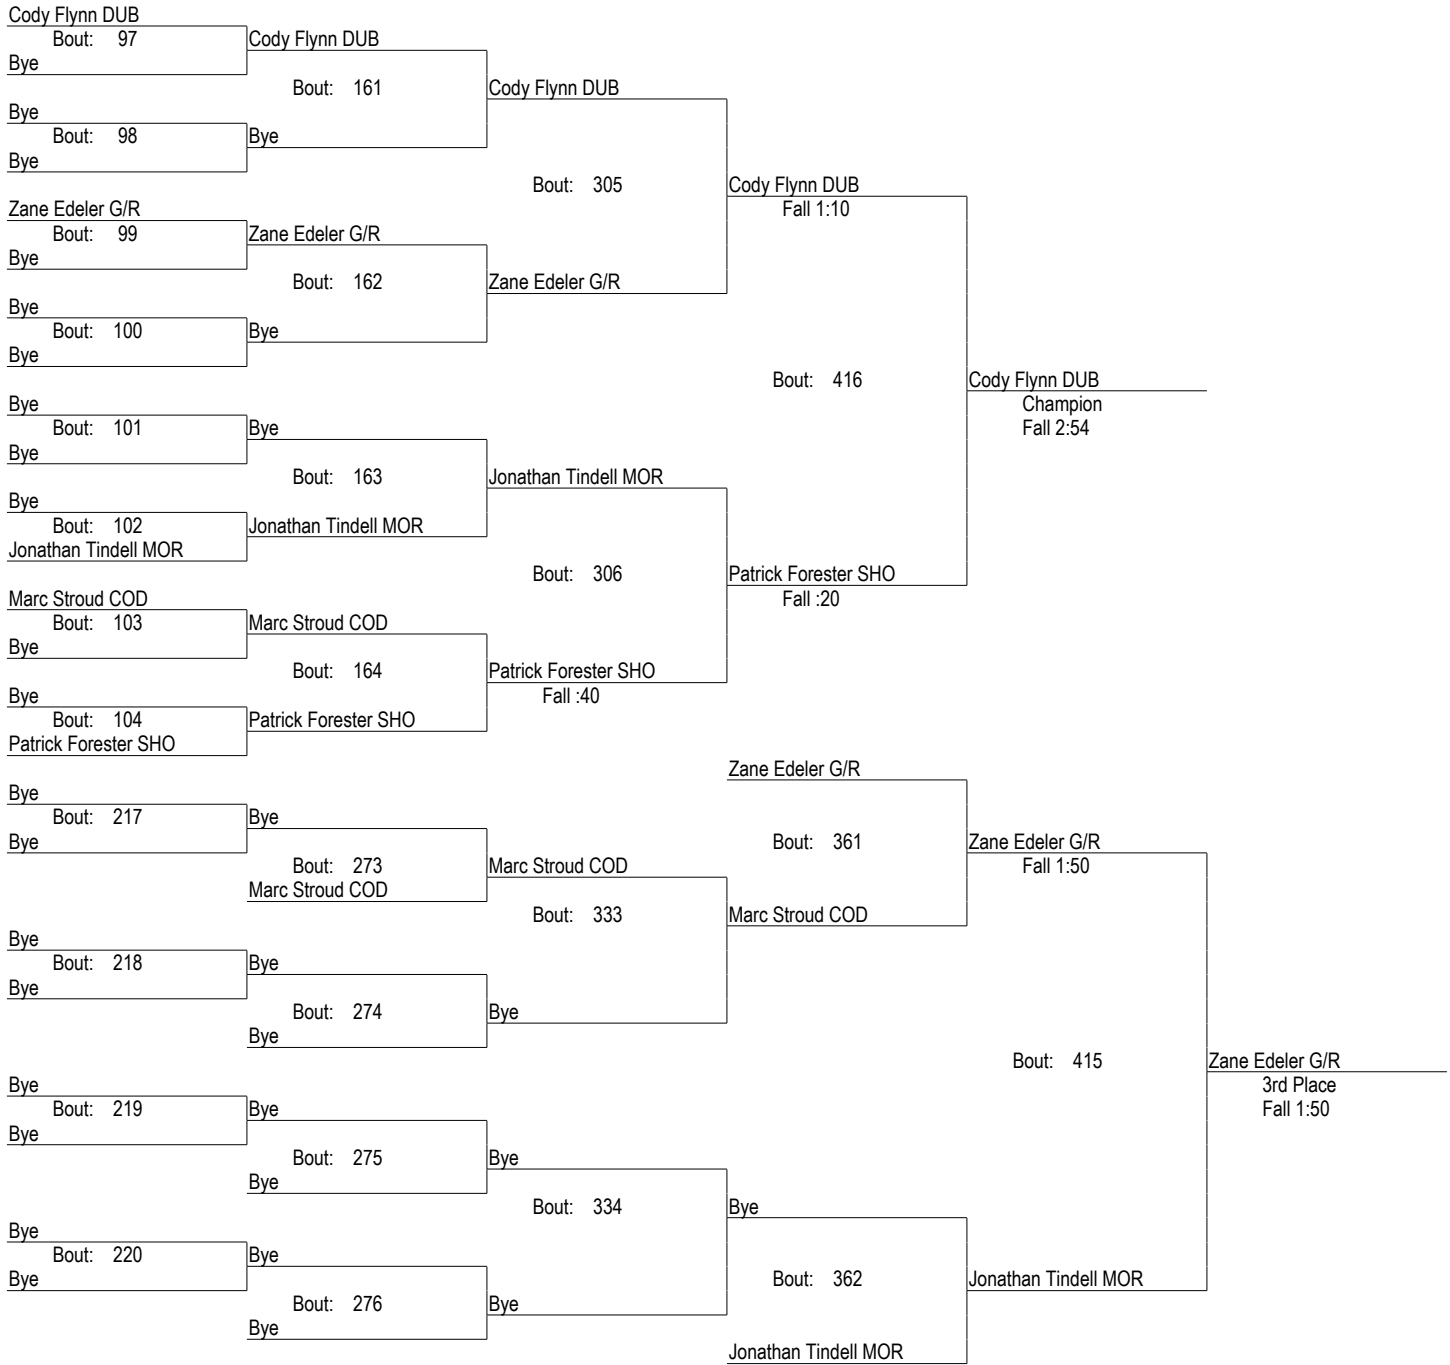 Cody Flynn DUB
Bout: 97 Cody Flynn DUB
Bye
Bout: 161 Cody Flynn DUB
Bye
Bout: 98 Bye
Bye
Bout: 305 Cody Flynn DUB
Zane Edeler G/R Fall 1:10
Bout: 99 Zane Edeler G/R
Bye
Bout: 162 Zane Edeler G/R
Bye
Bout: 100 Bye
Bye
Bout: 416 Cody Flynn DUB
Bye Champion
Bout: 101 Bye Fall 2:54
Bye
Bout: 163 Jonathan Tindell MOR
Bye
Bout: 102 Jonathan Tindell MOR
Jonathan Tindell MOR
Bout: 306 Patrick Forester SHO
Marc Stroud COD Fall :20
Bout: 103 Marc Stroud COD
Bye
Bout: 164 Patrick Forester SHO
Bye Fall :40
Bout: 104 Patrick Forester SHO
Patrick Forester SHO
Zane Edeler G/R
Bye
Bout: 217 Bye
Bye Bout: 361 Zane Edeler G/R
Bout: 273 Marc Stroud COD Fall 1:50
Marc Stroud COD
Bout: 333 Marc Stroud COD
Bye
Bout: 218 Bye
Bye
Bout: 274 Bye
Bye
Bout: 415 Zane Edeler G/R
Bye 3rd Place
Bout: 219 Bye Fall 1:50
Bye
Bout: 275 Bye
Bye
Bout: 334 Bye
Bye
Bout: 220 Bye
Bye Bout: 362 Jonathan Tindell MOR
Bout: 276 Bye
Bye
Jonathan Tindell MOR